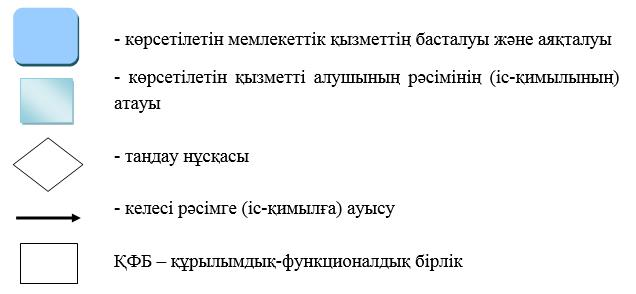 - көрсетілетін мемлекеттік қызметтің басталуы және аяқталуы
- көрсетілетін қызметті алушының рәсімінің (іс-қимылының)
атауы
- таңдау нұсқасы
- келесі рәсімге (іс-қимылға) ауысу
ҚФБ – құрылымдық-функционалдық бірлік